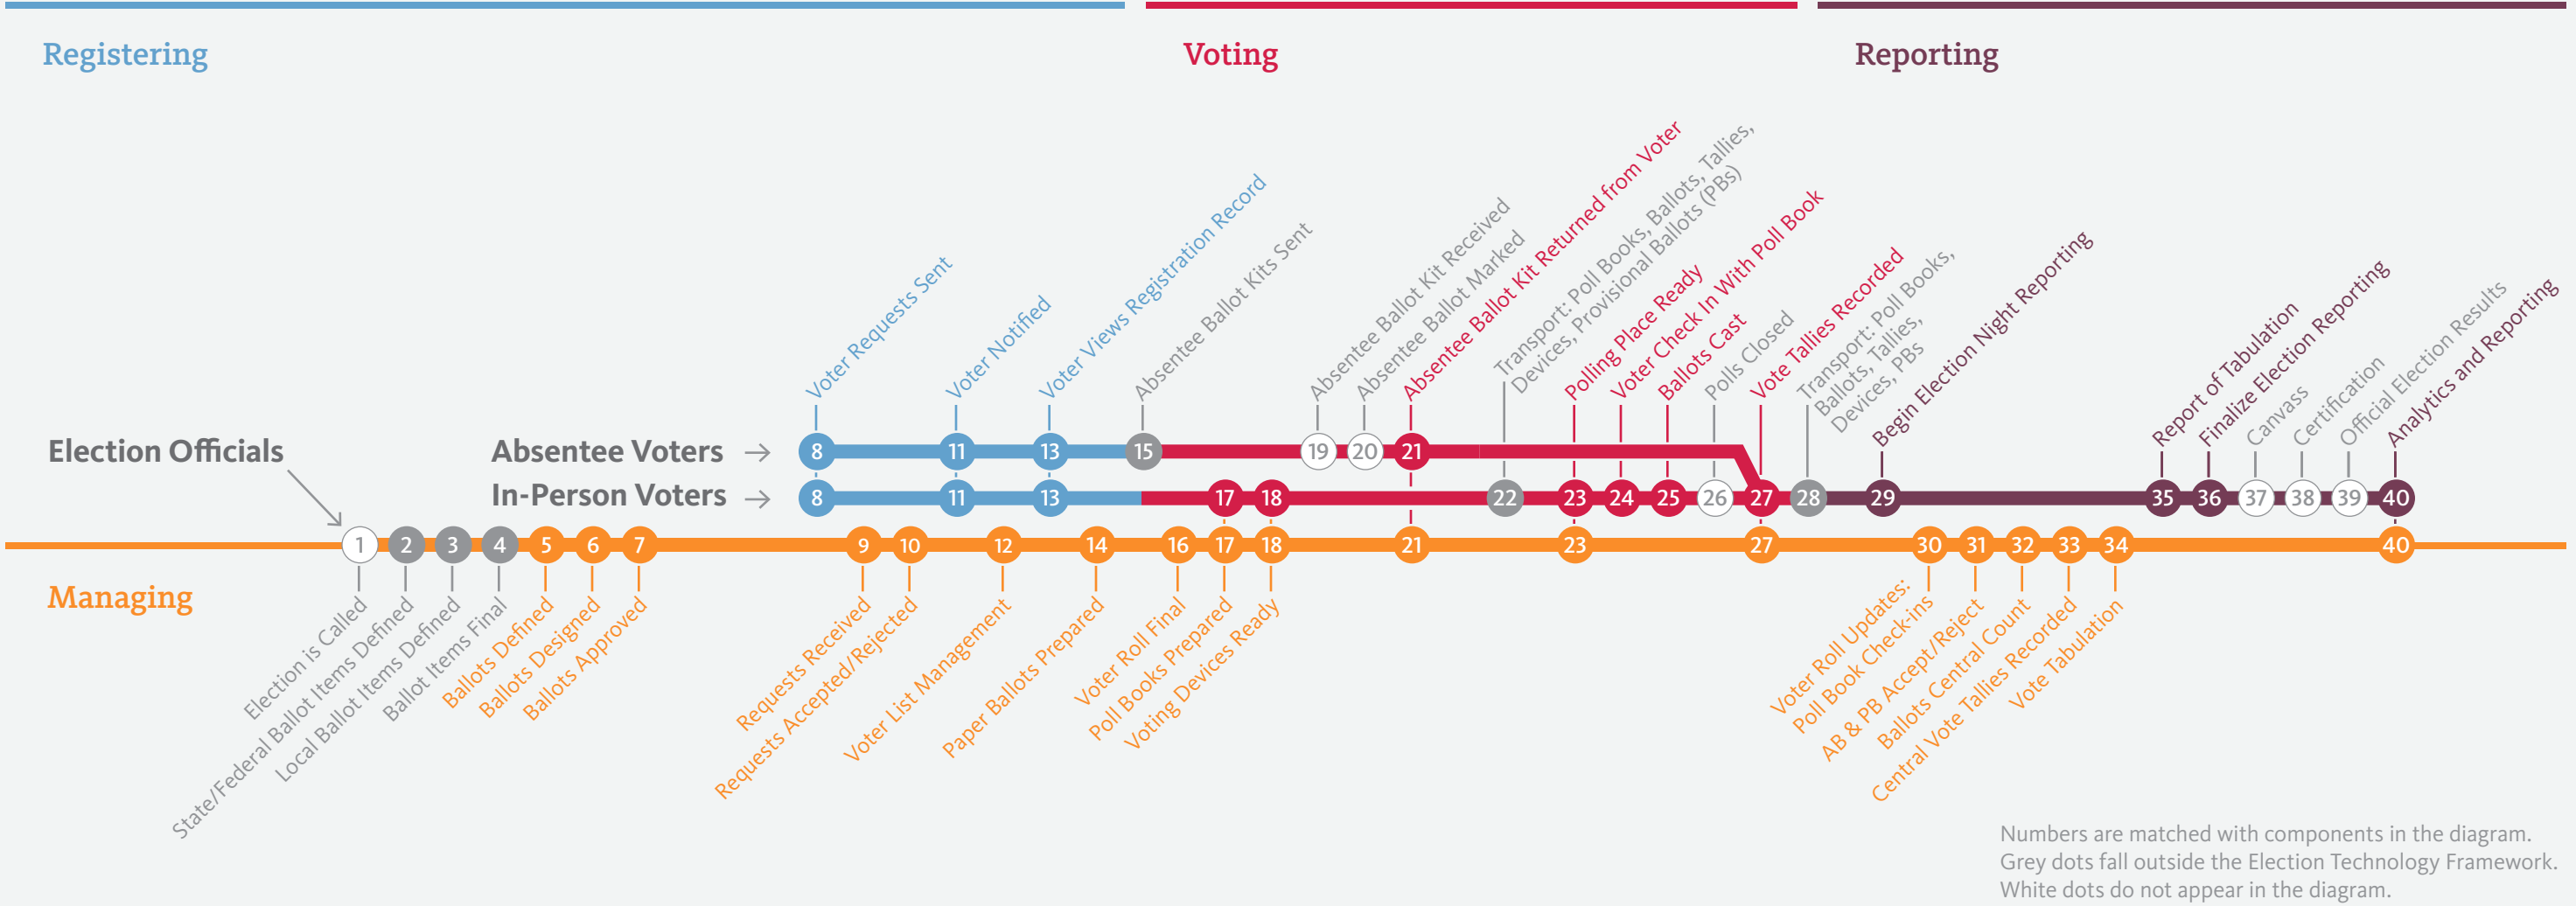 Registering
Voting
Reporting
Voter Requests Sent
Voter Notified
Voter Views Registration Record
Absentee Ballot Kits Sent
Absentee Ballot Kit Received
Absentee Ballot Marked
Absentee Ballot Kit Returned from Voter
Transport: Poll Books, Ballots, Tallies,
Devices, Provisional Ballots (PBs)
Polling Place Ready
Voter Check In With Poll Book
Ballots Cast
Polls Closed
Vote Tallies Recorded
Transport: Poll Books,
Ballots, Tallies,
Devices, PBs
Begin Election Night Reporting
Report of Tabulation
Finalize Election Reporting
Canvass
Certification
Official Election Results
Analytics and Reporting
Election Officials
Absentee Voters → 8 11 13 15 19 20 21
In-Person Voters → 8 11 13 17 18 22 23 24 25 26 27 28 29 35 36 37 38 39 40
1 2 3 4 5 6 7 9 10 12 14 16 17 18 21 23 27 30 31 32 33 34 40
Managing
Election is Called
State/Federal Ballot Items Defined
Local Ballot Items Defined
Ballot Items Final
Ballots Defined
Ballots Designed
Ballots Approved
Requests Received
Requests Accepted/Rejected
Voter List Management
Paper Ballots Prepared
Voter Roll Final
Poll Books Prepared
Voting Devices Ready
Voter Roll Updates:
Poll Book Check-ins
AB & PB Accept/Reject
Ballots Central Count
Central Vote Tallies Recorded
Vote Tabulation
Numbers are matched with components in the diagram.
Grey dots fall outside the Election Technology Framework.
White dots do not appear in the diagram.